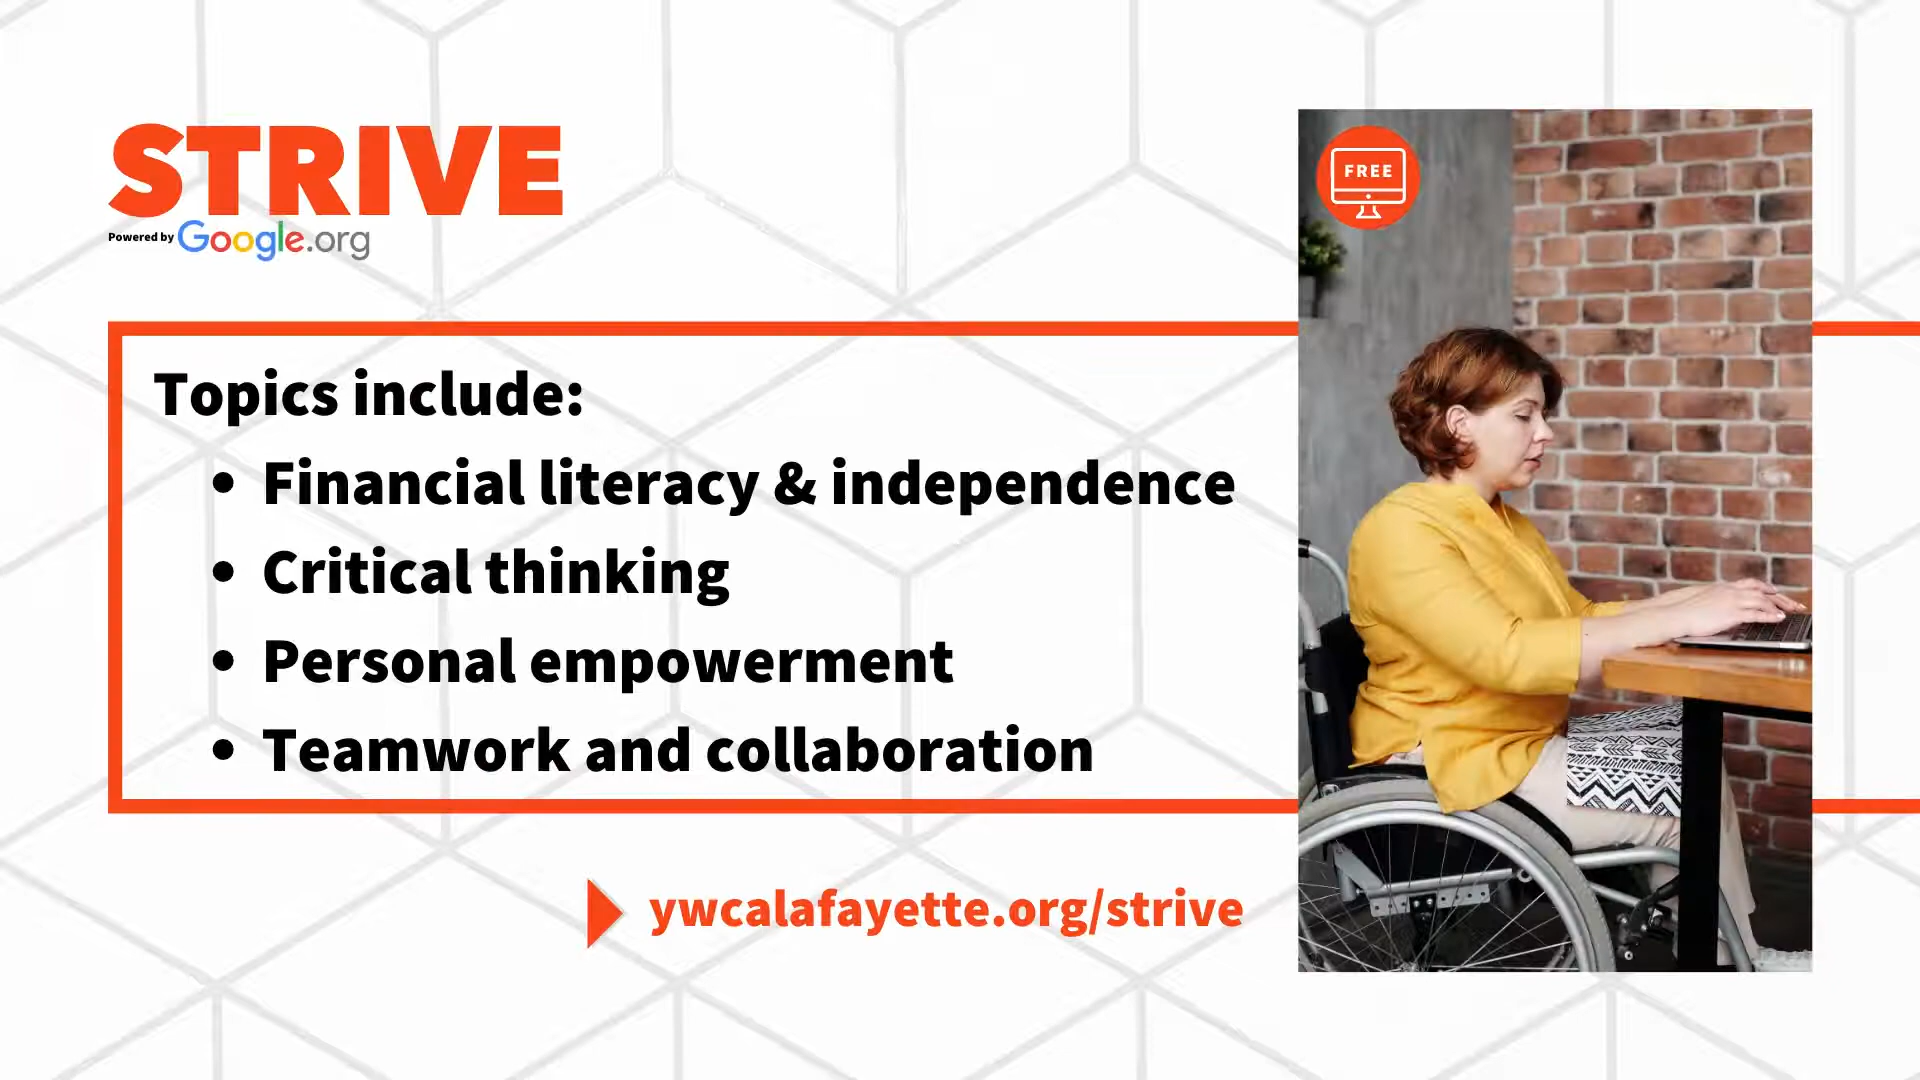 STRIVE
Powered by Google.org
FREE
Topics include:
• Financial literacy & independence
• Critical thinking
• Personal empowerment
• Teamwork and collaboration
ywcalafayette.org/strive